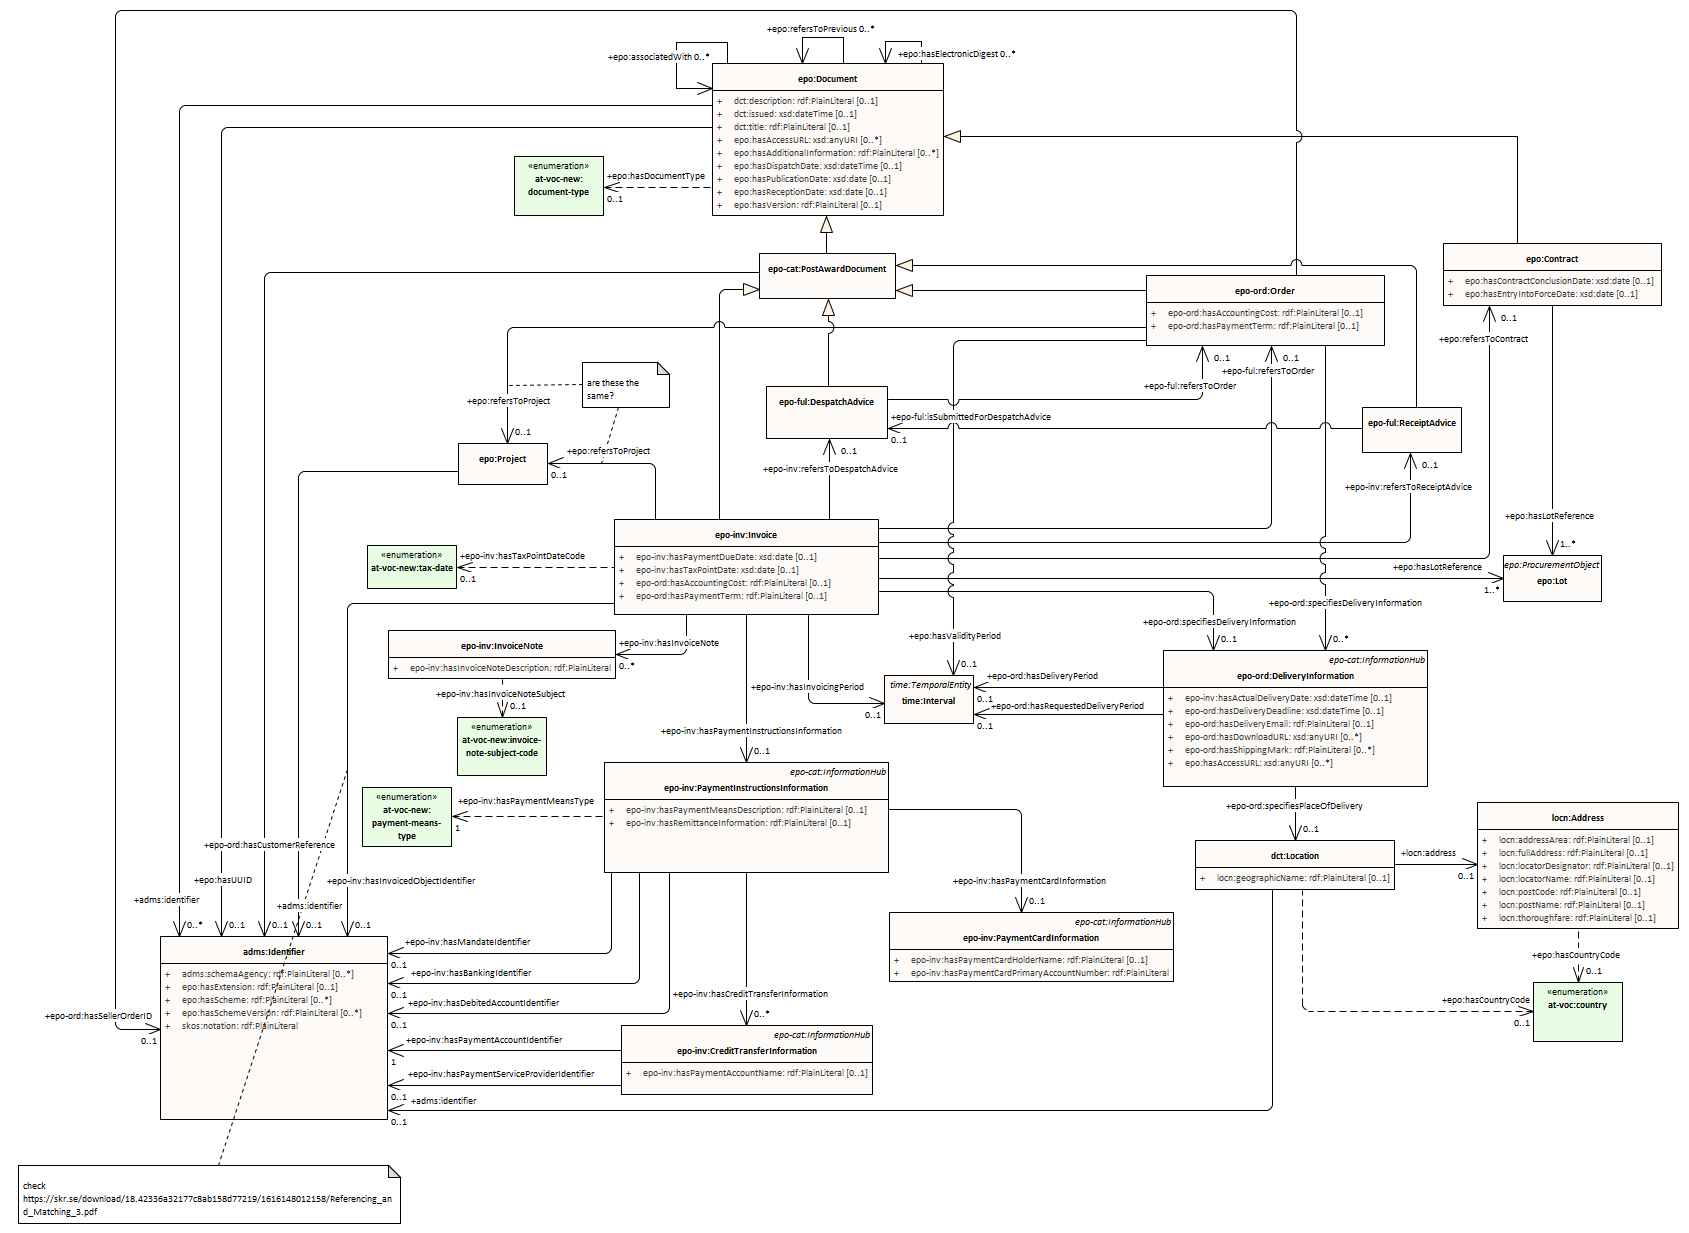 +epo:refersToPrevious 0..*
+epo:associatedWith 0..*
+epo:hasElectronicDigest 0..*
epo:Document
+ dct:description: rdf:PlainLiteral [0..1]
+ dct:issued: xsd:dateTime [0..1]
+ dct:title: rdf:PlainLiteral [0..1]
+ epo:hasAccessURL: xsd:anyURI [0..*]
+ epo:hasAdditionalInformation: rdf:PlainLiteral [0..*]
+ epo:hasDispatchDate: xsd:dateTime [0..1]
+ epo:hasPublicationDate: xsd:date [0..1]
+ epo:hasReceptionDate: xsd:date [0..1]
+ epo:hasVersion: rdf:PlainLiteral [0..1]
«enumeration»
at-voc-new:
document-type
+epo:hasDocumentType
0..1
epo-cat:PostAwardDocument
epo:Contract
+ epo:hasContractConclusionDate: xsd:date [0..1]
+ epo:hasEntryIntoForceDate: xsd:date [0..1]
epo-ord:Order
+ epo-ord:hasAccountingCost: rdf:PlainLiteral [0..1]
+ epo-ord:hasPaymentTerm: rdf:PlainLiteral [0..1]
0..1
+epo:refersToContract
0..1
+epo-ful:refersToOrder
0..1
+epo-ful:refersToOrder
are these the
same?
+epo:refersToProject
0..1
epo-ful:DespatchAdvice
+epo-ful:isSubmittedForDespatchAdvice
0..1
epo-ful:ReceiptAdvice
epo:Project
+epo:refersToProject
0..1
0..1
+epo-inv:refersToDespatchAdvice
0..1
+epo-inv:refersToReceiptAdvice
+epo:hasLotReference
1..*
epo-inv:Invoice
+ epo-inv:hasPaymentDueDate: xsd:date [0..1]
+ epo-inv:hasTaxPointDate: xsd:date [0..1]
+ epo-ord:hasAccountingCost: rdf:PlainLiteral [0..1]
+ epo-ord:hasPaymentTerm: rdf:PlainLiteral [0..1]
«enumeration»
at-voc-new:tax-date
+epo-inv:hasTaxPointDateCode
0..1
+epo:hasLotReference
1..*
epo:ProcurementObject
epo:Lot
+epo-ord:specifiesDeliveryInformation
0..*
+epo-ord:specifiesDeliveryInformation
0..1
+epo:hasValidityPeriod
0..1
epo-inv:InvoiceNote
+ epo-inv:hasInvoiceNoteDescription: rdf:PlainLiteral
+epo-inv:hasInvoiceNote
0..*
+epo-inv:hasInvoiceNoteSubject
0..1
«enumeration»
at-voc-new:invoice-
note-subject-code
+epo-inv:hasInvoicingPeriod
0..1
time:TemporalEntity
time:Interval
+epo-ord:hasDeliveryPeriod
0..1
+epo-ord:hasRequestedDeliveryPeriod
0..1
epo-cat:InformationHub
epo-ord:DeliveryInformation
+ epo-inv:hasActualDeliveryDate: xsd:dateTime [0..1]
+ epo-ord:hasDeliveryDeadline: xsd:dateTime [0..1]
+ epo-ord:hasDeliveryEmail: rdf:PlainLiteral [0..1]
+ epo-ord:hasDownloadURL: xsd:anyURI [0..*]
+ epo-ord:hasShippingMark: rdf:PlainLiteral [0..*]
+ epo:hasAccessURL: xsd:anyURI [0..*]
+epo-inv:hasPaymentInstructionsInformation
0..1
epo-cat:InformationHub
epo-inv:PaymentInstructionsInformation
+ epo-inv:hasPaymentMeansDescription: rdf:PlainLiteral [0..1]
+ epo-inv:hasRemittanceInformation: rdf:PlainLiteral [0..1]
«enumeration»
at-voc-new:
payment-means-
type
+epo-inv:hasPaymentMeansType
1
+epo-ord:specifiesPlaceOfDelivery
0..1
dct:Location
+ locn:geographicName: rdf:PlainLiteral [0..1]
+locn:address
0..1
locn:Address
+ locn:addressArea: rdf:PlainLiteral [0..1]
+ locn:fullAddress: rdf:PlainLiteral [0..1]
+ locn:locatorDesignator: rdf:PlainLiteral [0..1]
+ locn:locatorName: rdf:PlainLiteral [0..1]
+ locn:postCode: rdf:PlainLiteral [0..1]
+ locn:postName: rdf:PlainLiteral [0..1]
+ locn:thoroughfare: rdf:PlainLiteral [0..1]
+epo:hasCountryCode
0..1
«enumeration»
at-voc:country
+epo:hasCountryCode
0..1
+epo-inv:hasPaymentCardInformation
0..1
epo-cat:InformationHub
epo-inv:PaymentCardInformation
+ epo-inv:hasPaymentCardHolderName: rdf:PlainLiteral [0..1]
+ epo-inv:hasPaymentCardPrimaryAccountNumber: rdf:PlainLiteral
+epo-ord:hasCustomerReference
+epo:hasUUID
+epo-inv:hasInvoicedObjectIdentifier
+adms:identifier
+adms:identifier
0..*
0..1
0..1
0..1
0..1
adms:Identifier
+ adms:schemaAgency: rdf:PlainLiteral [0..*]
+ epo:hasExtension: rdf:PlainLiteral [0..1]
+ epo:hasScheme: rdf:PlainLiteral [0..*]
+ epo:hasSchemeVersion: rdf:PlainLiteral [0..*]
+ skos:notation: rdf:PlainLiteral
+epo-ord:hasSellerOrderID
0..1
+epo-inv:hasMandateIdentifier
0..1
+epo-inv:hasBankingIdentifier
0..1
+epo-inv:hasDebitedAccountIdentifier
0..1
+epo-inv:hasPaymentAccountIdentifier
1
+epo-inv:hasPaymentServiceProviderIdentifier
0..1
+adms:identifier
0..1
+epo-inv:hasCreditTransferInformation
0..*
epo-cat:InformationHub
epo-inv:CreditTransferInformation
+ epo-inv:hasPaymentAccountName: rdf:PlainLiteral [0..1]
check
https://skr.se/download/18.42336a32177c8ab158d77219/1616148012158/Referencing_an
d_Matching_3.pdf